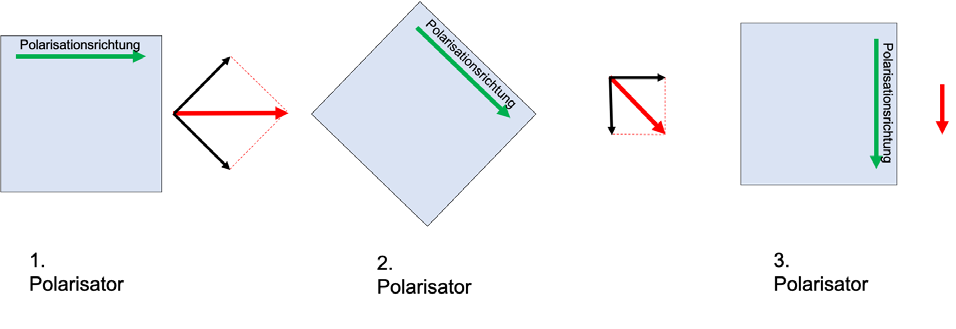 Polarisationsrichtung
Polarisationsrichtung
Polarisationsrichtung
1.
Polarisator
2.
Polarisator
3.
Polarisator